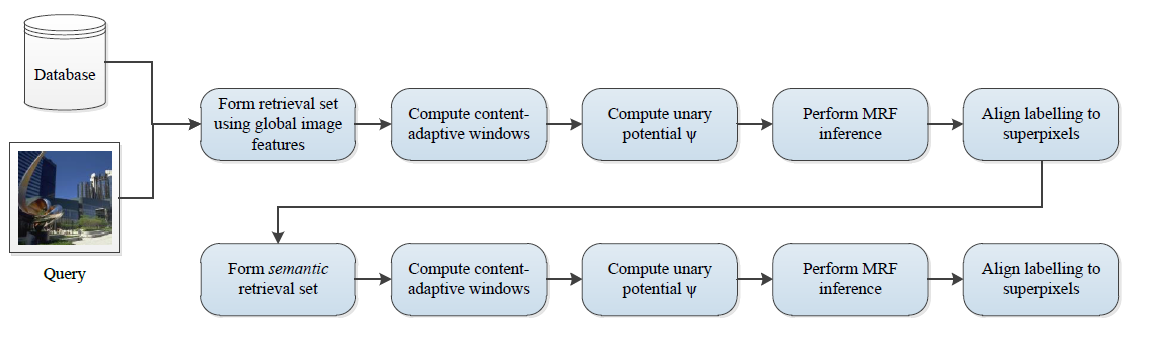 Database
Query
Form retrieval set
using global image
features
Compute content-
adaptive windows
Compute unary
potential ψ
Perform MRF
inference
Align labelling to
superpixels
Form semantic
retrieval set
Compute content-
adaptive windows
Compute unary
potential ψ
Perform MRF
inference
Align labelling to
superpixels